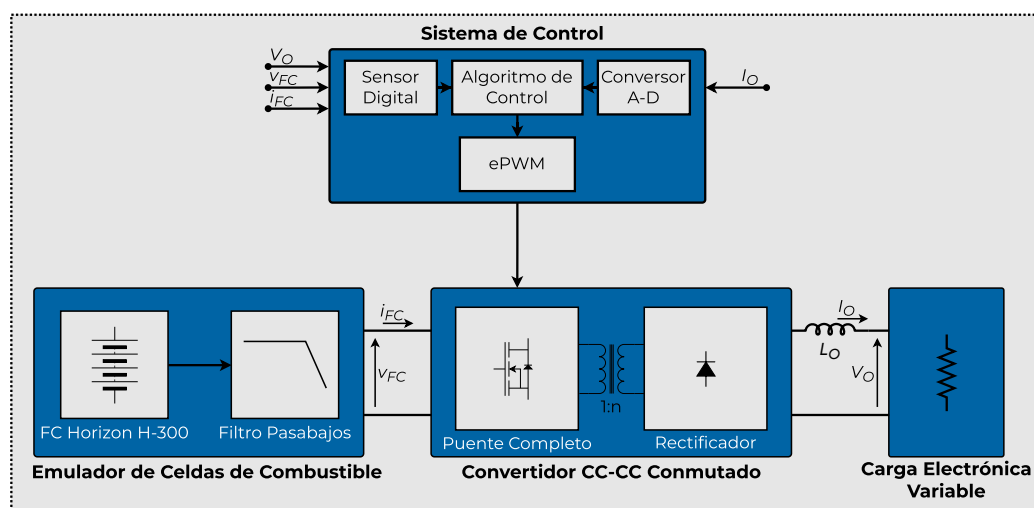 Sistema de Control
V_O
v_FC
i_FC
Sensor
Digital
Algoritmo de
Control
Conversor
A-D
I_O
ePWM
i_FC
v_FC
1:n
I_O
L_O
V_O
FC Horizon H-300
Filtro Pasabajos
Puente Completo
Rectificador
Emulador de Celdas de Combustible
Convertidor CC-CC Conmutado
Carga Electrónica
Variable